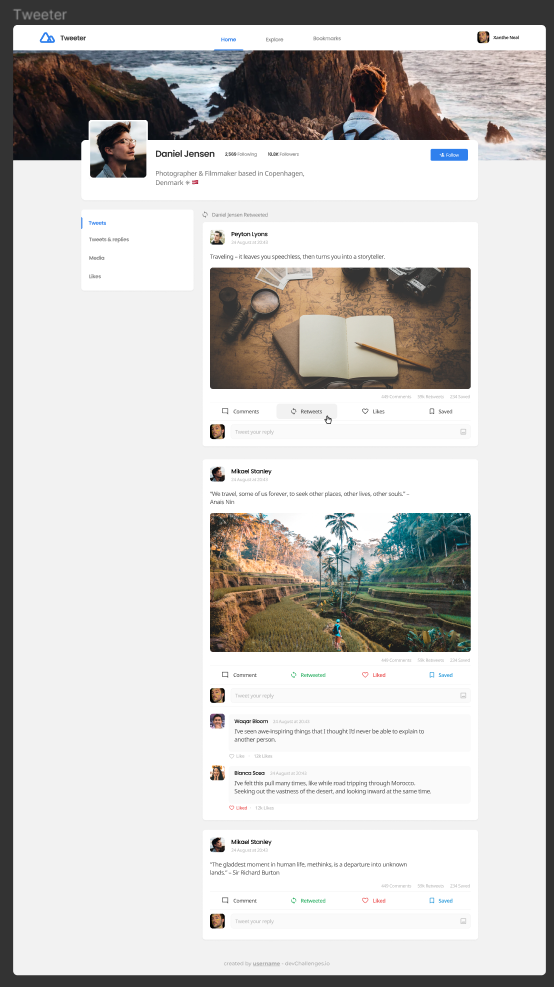 Tweeter
Tweeter
Home
Explore
Bookmarks
Xanthe Neal
Daniel Jensen
2,569 Following
10.8K Followers
Follow
Photographer & Filmmaker based in Copenhagen,
Denmark ✵ 🇩🇰
Tweets
Tweets & replies
Media
Likes
Daniel Jensen Retweeted
Peyton Lyons
24 August at 20:43
Traveling – it leaves you speechless, then turns you into a storyteller.
449 Comments
59k Retweets
234 Saved
Comments
Retweets
Likes
Saved
Tweet your reply
Mikael Stanley
24 August at 20:43
“We travel, some of us forever, to seek other places, other lives, other souls.” –
Anais Nin
449 Comments
59k Retweets
234 Saved
Comment
Retweeted
Liked
Saved
Tweet your reply
Waqar Bloom
24 August at 20:43
I’ve seen awe-inspiring things that I thought I’d never be able to explain to
another person.
Like
12k Likes
Bianca Sosa
24 August at 20:43
I’ve felt this pull many times, like while road tripping through Morocco.
Seeking out the vastness of the desert, and looking inward at the same time.
Liked
12k Likes
Mikael Stanley
24 August at 20:43
“The gladdest moment in human life, methinks, is a departure into unknown
lands.” – Sir Richard Burton
449 Comments
59k Retweets
234 Saved
Comment
Retweeted
Liked
Saved
Tweet your reply
created by username - devChallenges.io